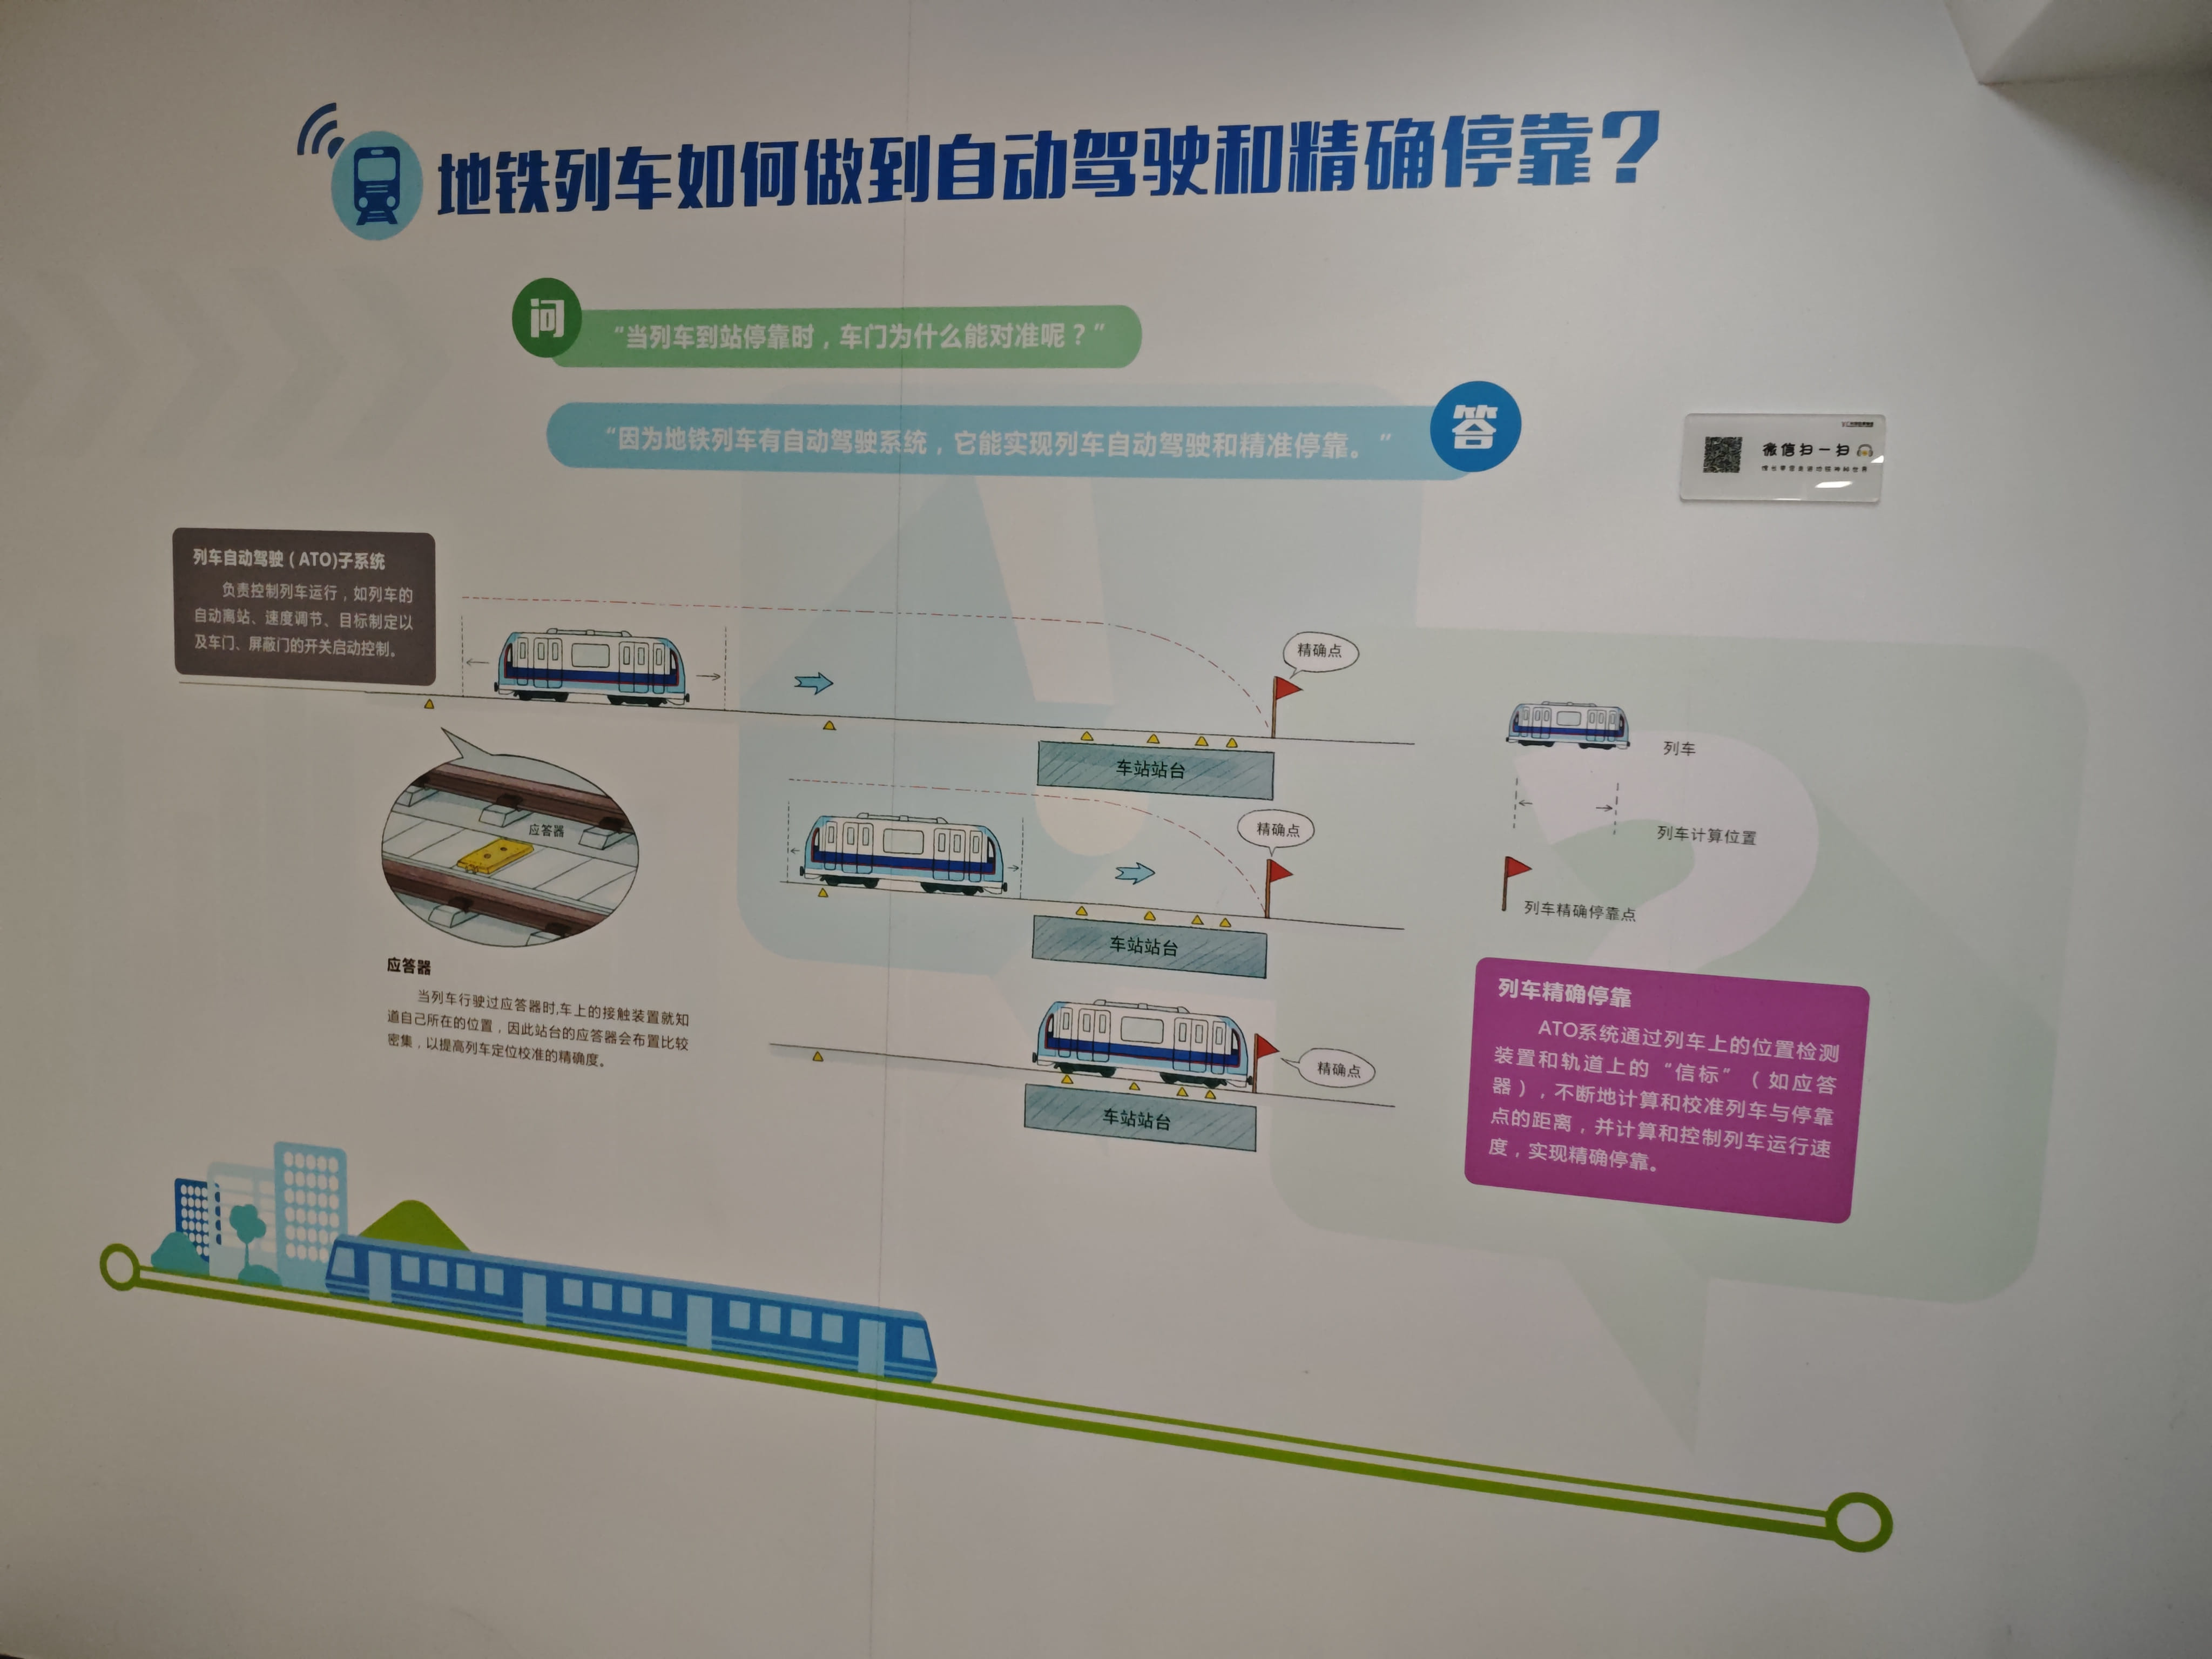 地铁列车如何做到自动驾驶和精确停靠？
问
“当列车到站停靠时，车门为什么能对准呢？”
“因为地铁列车有自动驾驶系统，它能实现列车自动驾驶和精准停靠。”
答
微信扫一扫
列车自动驾驶（ATO)子系统
负责控制列车运行，如列车的
自动离站、速度调节、目标制定以
及车门、屏蔽门的开关启动控制。
精确点
车站站台
精确点
车站站台
精确点
车站站台
应答器
应答器
当列车行驶过应答器时,车上的接触装置就知
道自己所在的位置，因此站台的应答器会布置比较
密集，以提高列车定位校准的精确度。
列车
列车计算位置
列车精确停靠点
列车精确停靠
ATO系统通过列车上的位置检测
装置和轨道上的“信标”（如应答
器），不断地计算和校准列车与停靠
点的距离，并计算和控制列车运行速
度，实现精确停靠。